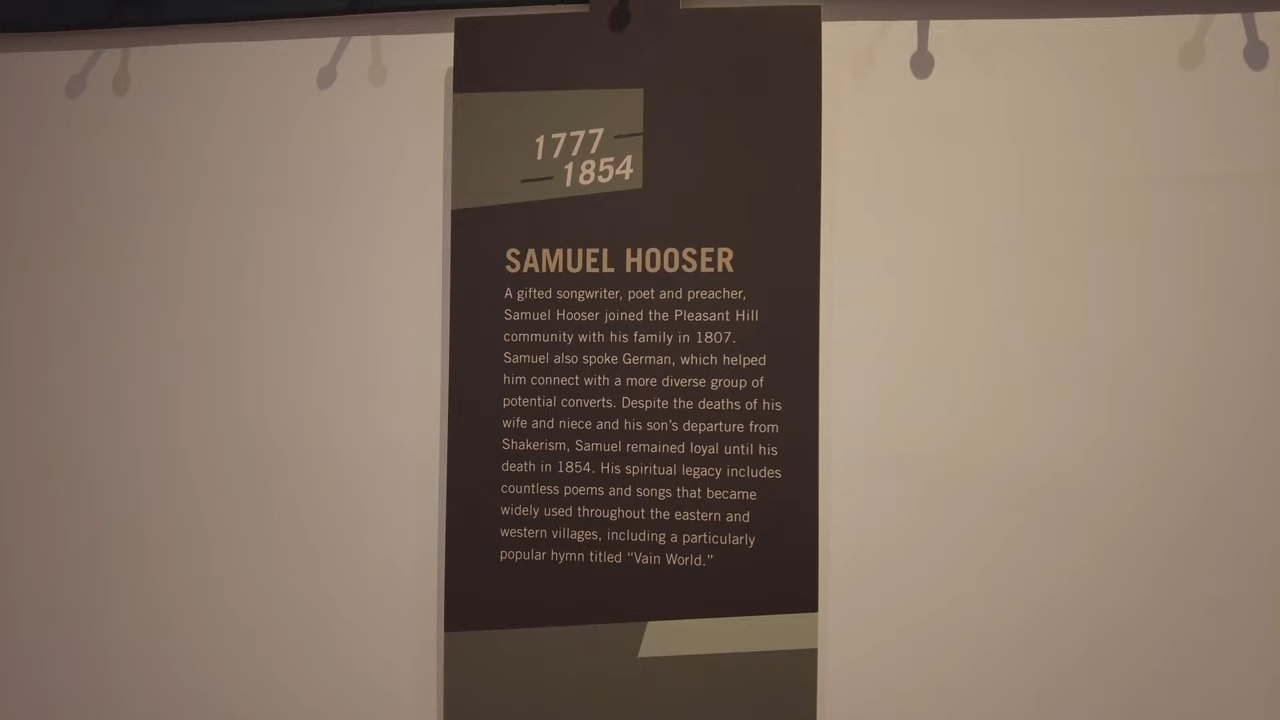 1777 —
— 1854
SAMUEL HOOSER
A gifted songwriter, poet and preacher,
Samuel Hooser joined the Pleasant Hill
community with his family in 1807.
Samuel also spoke German, which helped
him connect with a more diverse group of
potential converts. Despite the deaths of his
wife and niece and his son's departure from
Shakerism, Samuel remained loyal until his
death in 1854. His spiritual legacy includes
countless poems and songs that became
widely used throughout the eastern and
western villages, including a particularly
popular hymn titled “Vain World.”